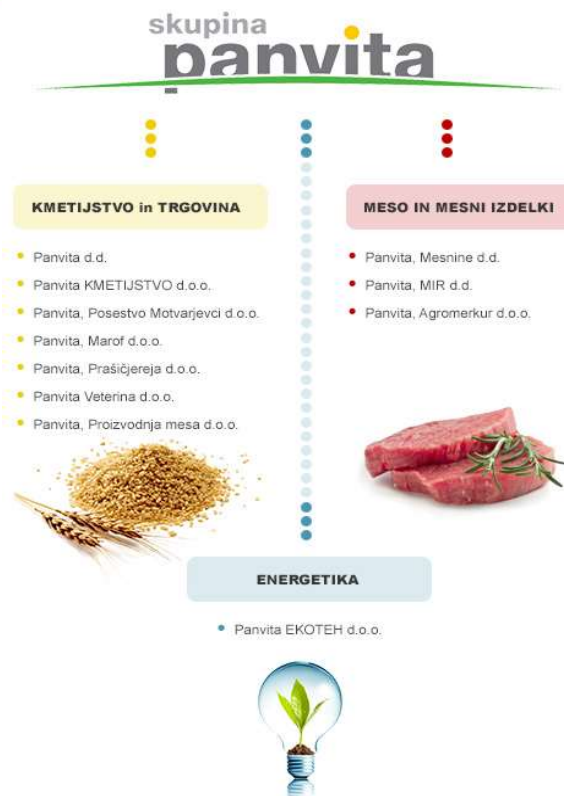 skupina
panvita
KMETIJSTVO in TRGOVINA
Panvita d.d.
Panvita KMETIJSTVO d.o.o.
Panvita, Posestvo Motvarjevci d.o.o.
Panvita, Marof d.o.o.
Panvita, Prašičjereja d.o.o.
Panvita Veterina d.o.o.
Panvita, Proizvodnja mesa d.o.o.
MESO IN MESNI IZDELKI
Panvita, Mesnine d.d.
Panvita, MIR d.d.
Panvita, Agromerkur d.o.o.
ENERGETIKA
Panvita EKOTEH d.o.o.